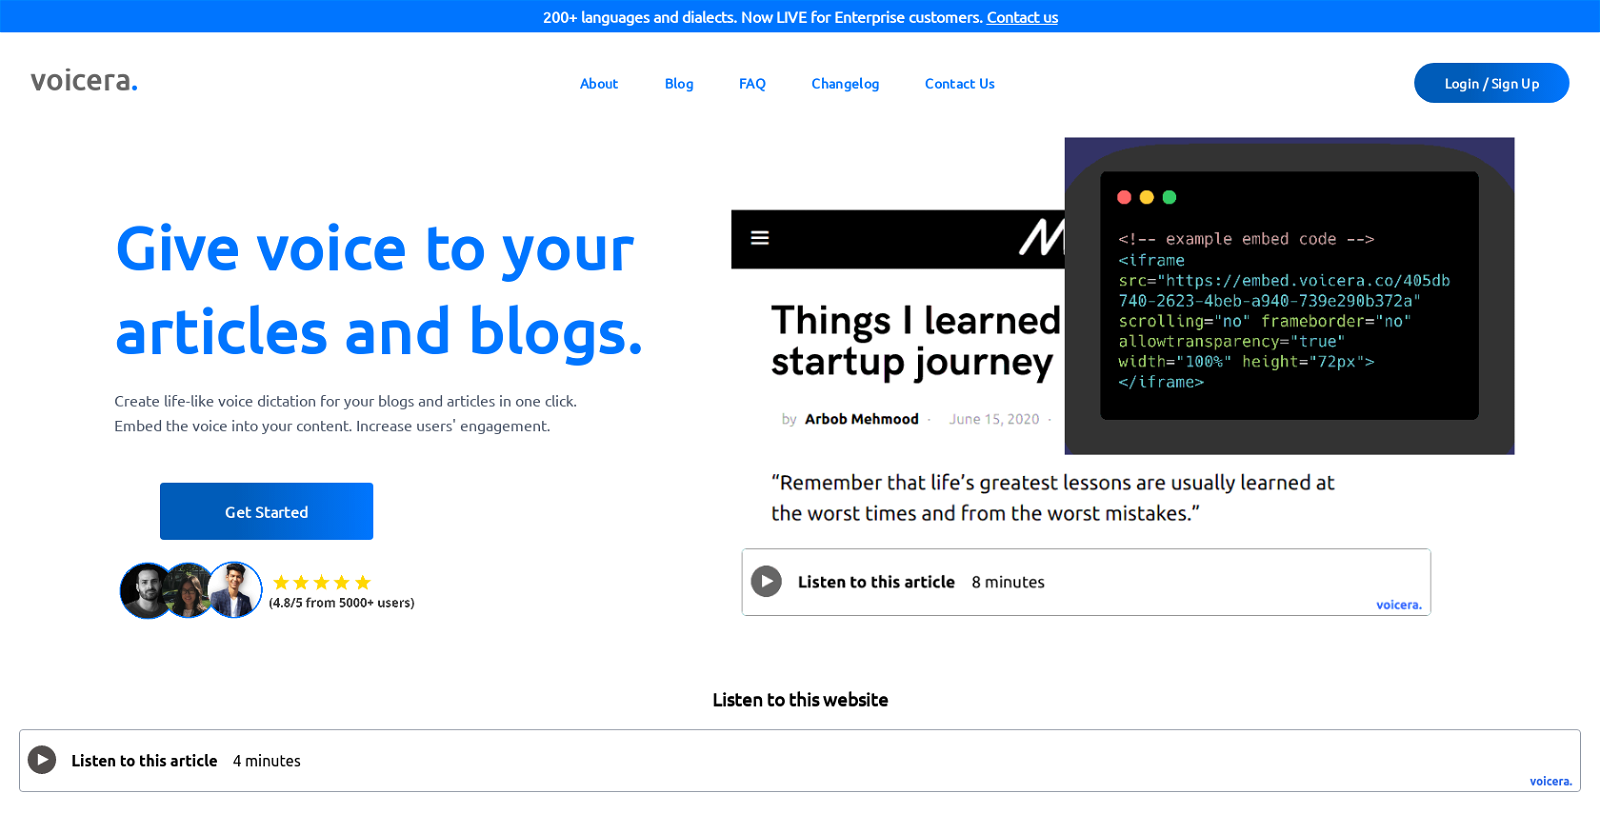 200+ languages and dialects. Now LIVE for Enterprise customers. Contact us
voicera.
About
Blog
FAQ
Changelog
Contact Us
Login / Sign Up
Give voice to your
articles and blogs.
Create life-like voice dictation for your blogs and articles in one click.
Embed the voice into your content. Increase users' engagement.
Get Started
(4.8/5 from 5000+ users)
Things I learned
startup journey
by Arbob Mehmood - June 15, 2020 -
<!-- example embed code -->
<iframe
src="https://embed.voicera.co/405db
740-2623-4beb-a940-739e290b372a"
scrolling="no" frameborder="no"
allowtransparency="true"
width="100%" height="72px">
</iframe>
“Remember that life’s greatest lessons are usually learned at
the worst times and from the worst mistakes.”
Listen to this article 8 minutes
voicera.
Listen to this website
Listen to this article 4 minutes
voicera.